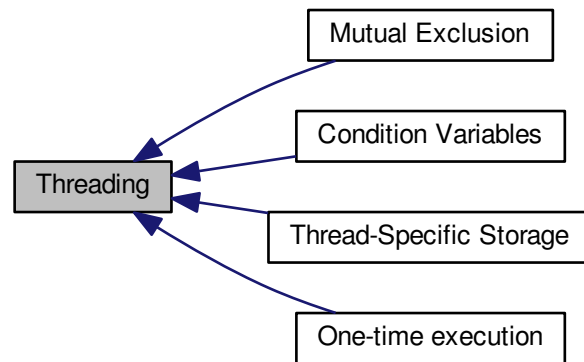 Mutual Exclusion
Condition Variables
Threading
Thread-Specific Storage
One-time execution